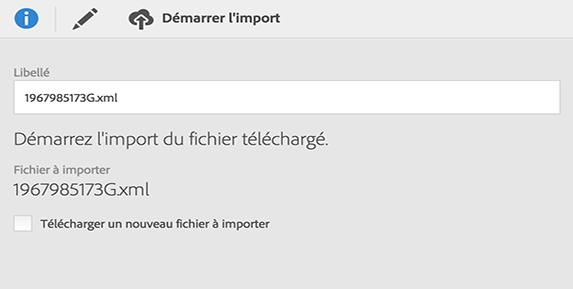 Démarrer l'import
Libellé
1967985173G.xml
Démarrez l'import du fichier téléchargé.
Fichier à importer
1967985173G.xml
Télécharger un nouveau fichier à importer